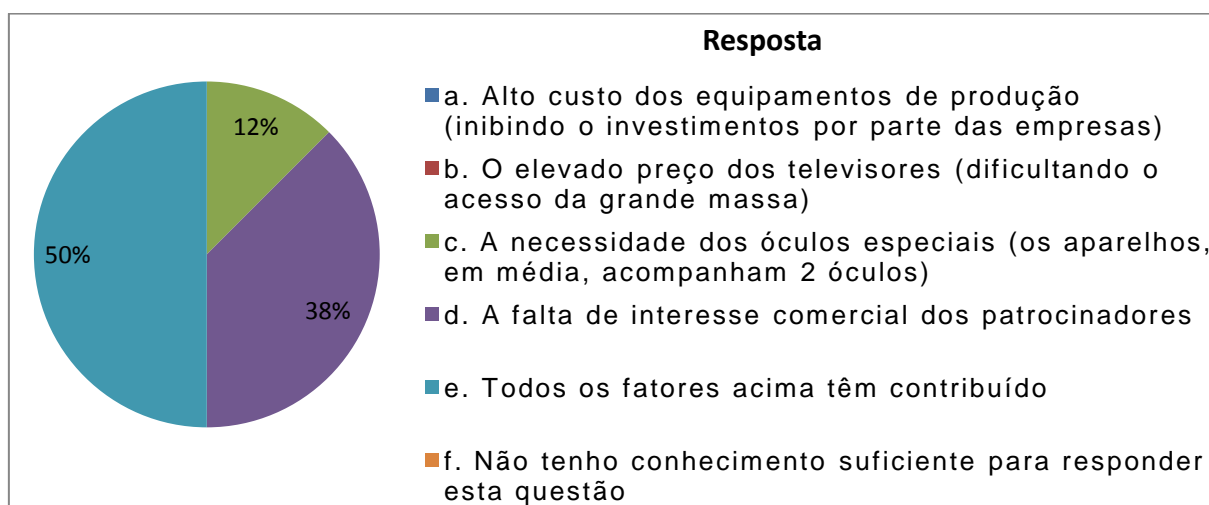 Resposta
12%
50%
38%
a. Alto custo dos equipamentos de produção
(inibindo o investimentos por parte das empresas)
b. O elevado preço dos televisores (dificultando o
acesso da grande massa)
c. A necessidade dos óculos especiais (os aparelhos,
em média, acompanham 2 óculos)
d. A falta de interesse comercial dos patrocinadores
e. Todos os fatores acima têm contribuído
f. Não tenho conhecimento suficiente para responder
esta questão